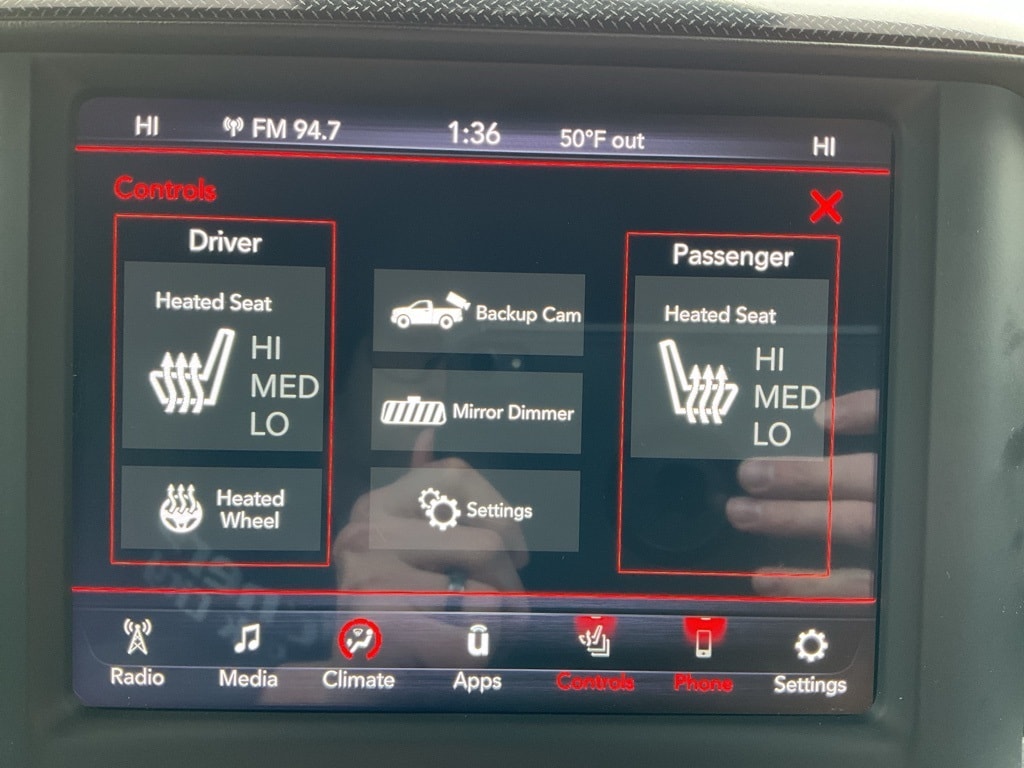 HI FM 94.7 1:36 50°F out HI
Controls
Driver
Heated Seat
HI
MED
LO
Heated
Wheel
Backup Cam
Mirror Dimmer
Settings
Passenger
Heated Seat
HI
MED
LO
Radio Media Climate Apps Controls Phone Settings